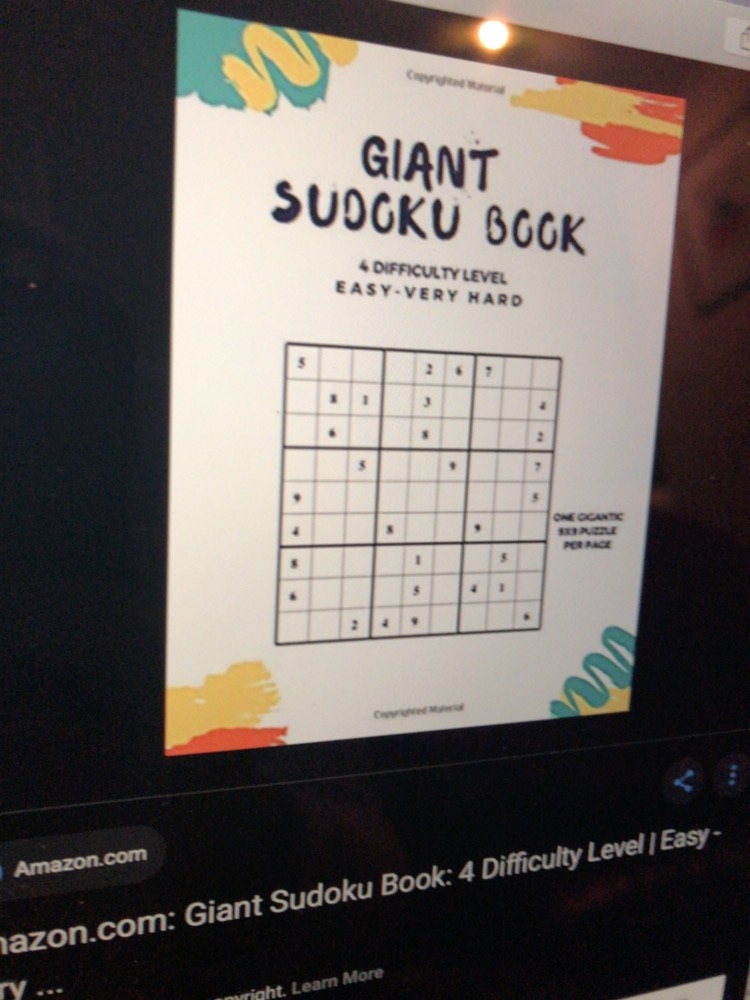 Copyrighted Material
GIANT
SUDOKU BOOK
4 DIFFICULTY LEVEL
EASY-VERY HARD
5 2 6 7
8 1 3 4
6 8 2
5 9 7
9 5
4 8 9
8 1 5
6 5 4 1
2 4 9 6
ONE GIGANTIC
9X9 PUZZLE
PER PAGE
Copyrighted Material
Amazon.com
nazon.com: Giant Sudoku Book: 4 Difficulty Level | Easy -
ry ...
opyright. Learn More